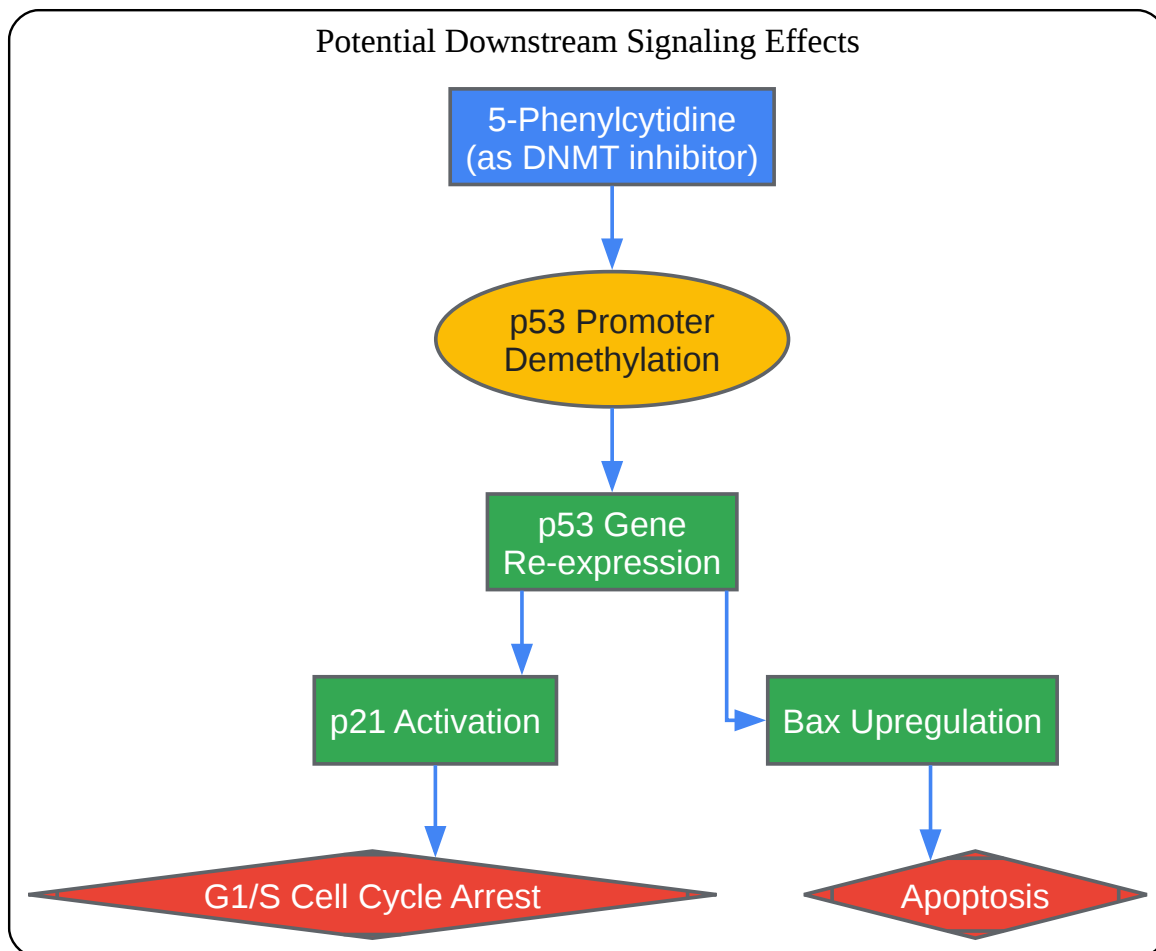 Potential Downstream Signaling Effects
5-Phenylcytidine
(as DNMT inhibitor)
p53 Promoter
Demethylation
p53 Gene
Re-expression
p21 Activation
Bax Upregulation
G1/S Cell Cycle Arrest
Apoptosis